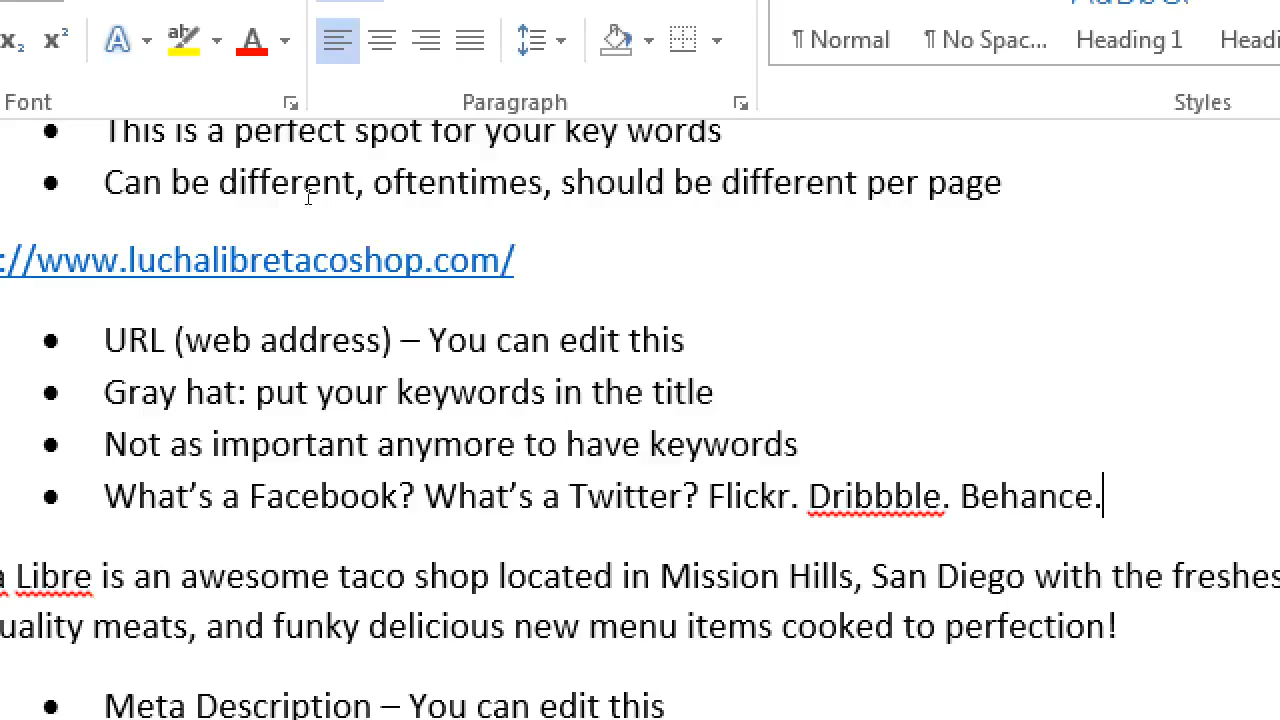 x₂ x² A aby A ¶ Normal ¶ No Spac... Heading 1 Headi
Font Paragraph Styles
• This is a perfect spot for your key words
• Can be different, oftentimes, should be different per page
://www.luchalibretacoshop.com/
• URL (web address) – You can edit this
• Gray hat: put your keywords in the title
• Not as important anymore to have keywords
• What’s a Facebook? What’s a Twitter? Flickr. Dribbble. Behance.
a Libre is an awesome taco shop located in Mission Hills, San Diego with the freshes
uality meats, and funky delicious new menu items cooked to perfection!
• Meta Description – You can edit this